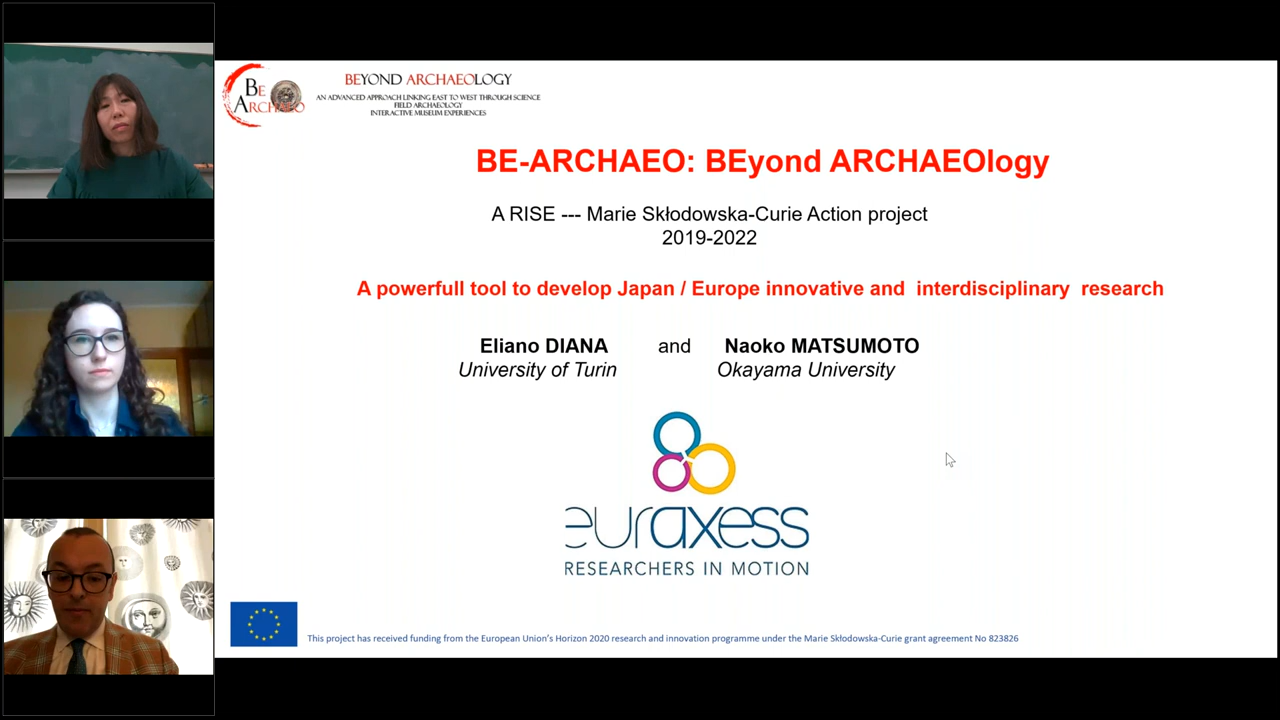 BE
ARCHAEO
BEYOND ARCHAEOLOGY
AN ADVANCED APPROACH LINKING EAST TO WEST THROUGH SCIENCE
FIELD ARCHAEOLOGY
INTERACTIVE MUSEUM EXPERIENCES
BE-ARCHAEO: BEyond ARCHAEOlogy
A RISE --- Marie Skłodowska-Curie Action project
2019-2022
A powerfull tool to develop Japan / Europe innovative and interdisciplinary research
Eliano DIANA and Naoko MATSUMOTO
University of Turin Okayama University
euraxess
RESEARCHERS IN MOTION
This project has received funding from the European Union's Horizon 2020 research and innovation programme under the Marie Skłodowska-Curie grant agreement No 823826